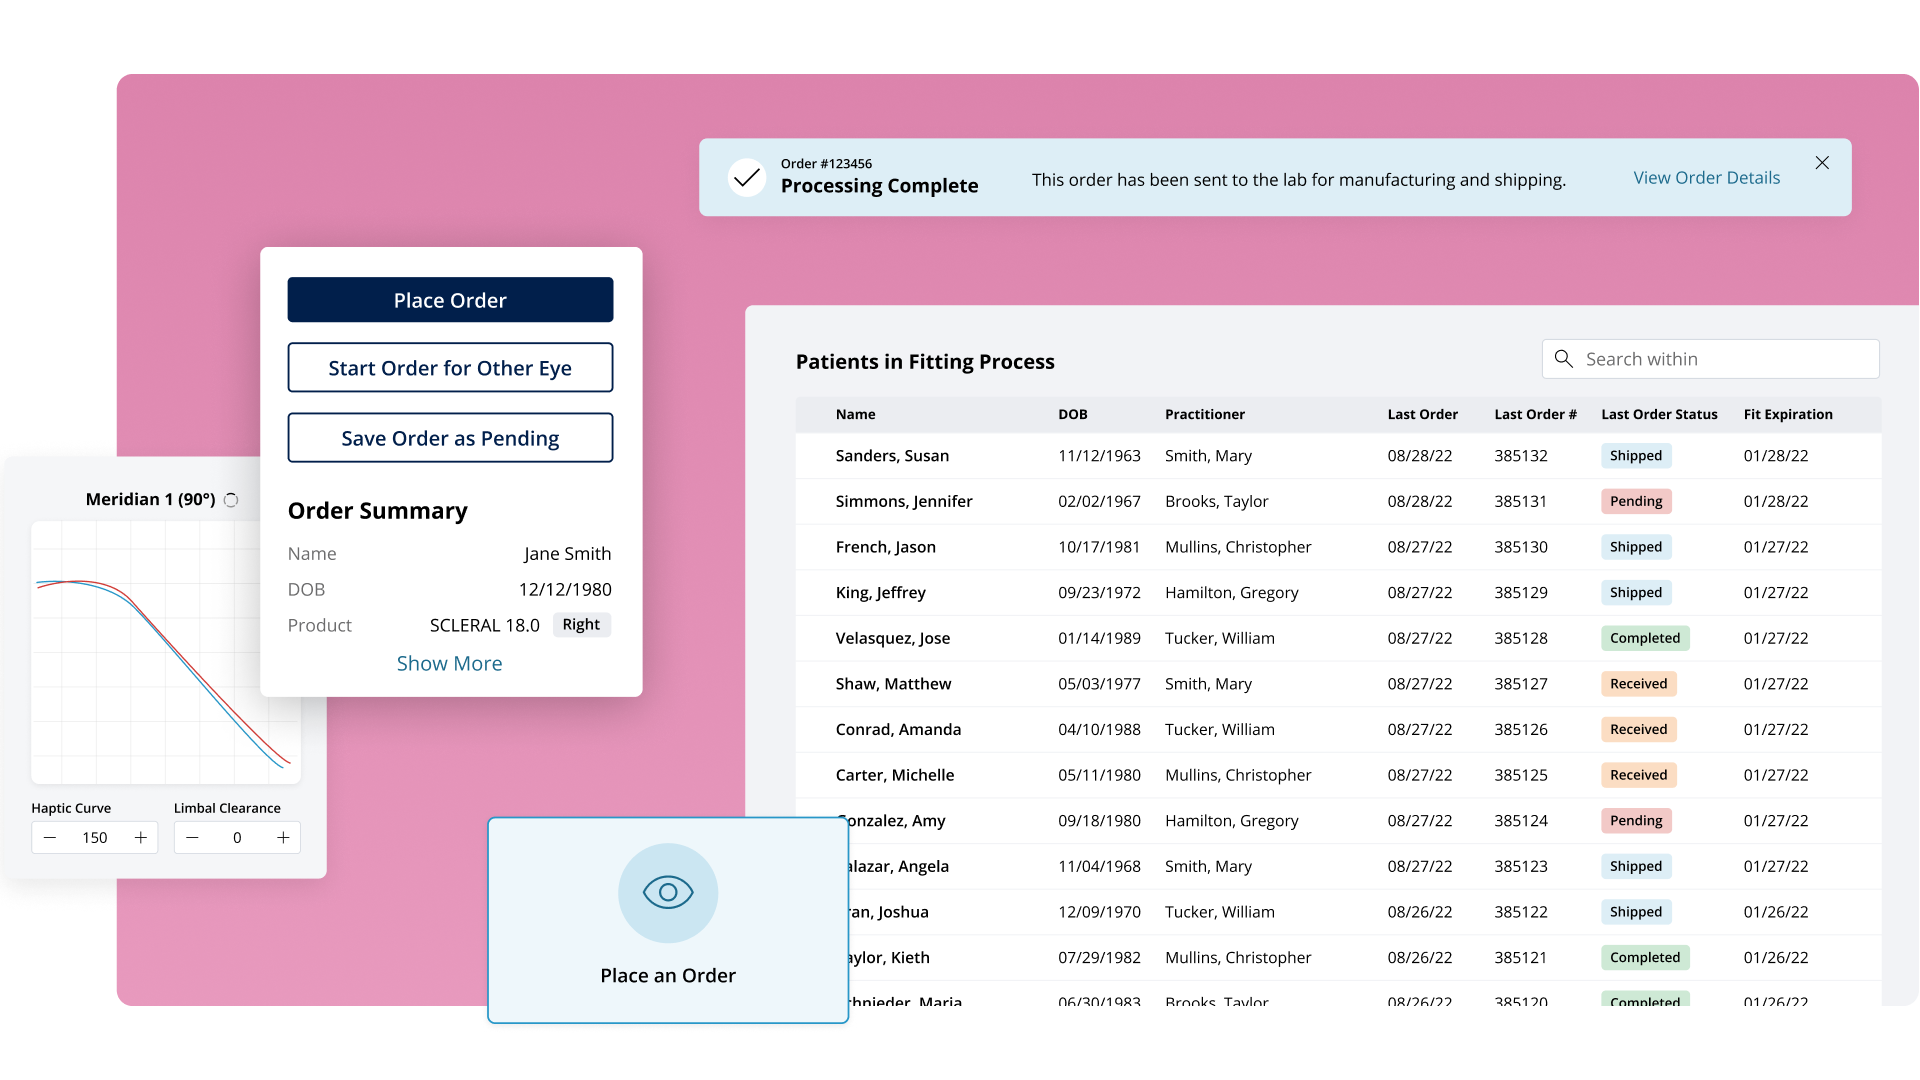 Order #123456
Processing Complete
This order has been sent to the lab for manufacturing and shipping.
View Order Details
Place Order
Start Order for Other Eye
Save Order as Pending
Order Summary
Name Jane Smith
DOB 12/12/1980
Product SCLERAL 18.0 Right
Show More
Meridian 1 (90°)
Haptic Curve Limbal Clearance
150 0
Place an Order
Patients in Fitting Process
Search within
Name DOB Practitioner Last Order Last Order # Last Order Status Fit Expiration
Sanders, Susan 11/12/1963 Smith, Mary 08/28/22 385132 Shipped 01/28/22
Simmons, Jennifer 02/02/1967 Brooks, Taylor 08/28/22 385131 Pending 01/28/22
French, Jason 10/17/1981 Mullins, Christopher 08/27/22 385130 Shipped 01/27/22
King, Jeffrey 09/23/1972 Hamilton, Gregory 08/27/22 385129 Shipped 01/27/22
Velasquez, Jose 01/14/1989 Tucker, William 08/27/22 385128 Completed 01/27/22
Shaw, Matthew 05/03/1977 Smith, Mary 08/27/22 385127 Received 01/27/22
Conrad, Amanda 04/10/1988 Tucker, William 08/27/22 385126 Received 01/27/22
Carter, Michelle 05/11/1980 Mullins, Christopher 08/27/22 385125 Received 01/27/22
Gonzalez, Amy 09/18/1980 Hamilton, Gregory 08/27/22 385124 Pending 01/27/22
alazar, Angela 11/04/1968 Smith, Mary 08/27/22 385123 Shipped 01/27/22
ran, Joshua 12/09/1970 Tucker, William 08/26/22 385122 Shipped 01/26/22
aylor, Kieth 07/29/1982 Mullins, Christopher 08/26/22 385121 Completed 01/26/22
chnieder, Maria 06/30/1983 Brooks, Taylor 08/26/22 385120 Completed 01/26/22